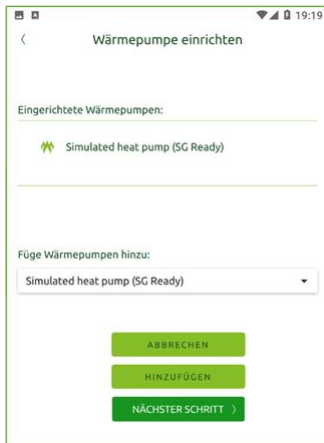 19:19
Wärmepumpe einrichten
Eingerichtete Wärmepumpen:
Simulated heat pump (SG Ready)
Füge Wärmepumpen hinzu:
Simulated heat pump (SG Ready)
ABBRECHEN
HINZUFÜGEN
NÄCHSTER SCHRITT